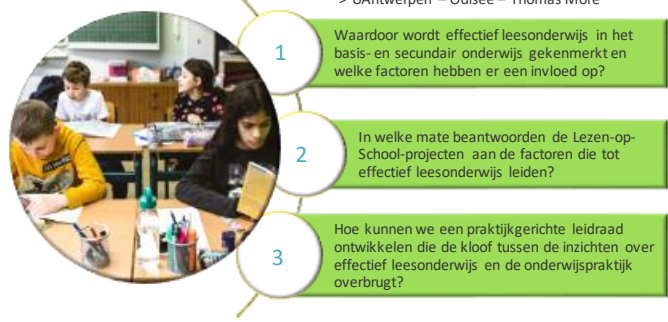 > UAntwerpen – Odisee – Thomas More
1
Waardoor wordt effectief leesonderwijs in het
basis- en secundair onderwijs gekenmerkt en
welke factoren hebben er een invloed op?
2
In welke mate beantwoorden de Lezen-op-
School-projecten aan de factoren die tot
effectief leesonderwijs leiden?
3
Hoe kunnen we een praktijkgerichte leidraad
ontwikkelen die de kloof tussen de inzichten over
effectief leesonderwijs en de onderwijspraktijk
overbrugt?